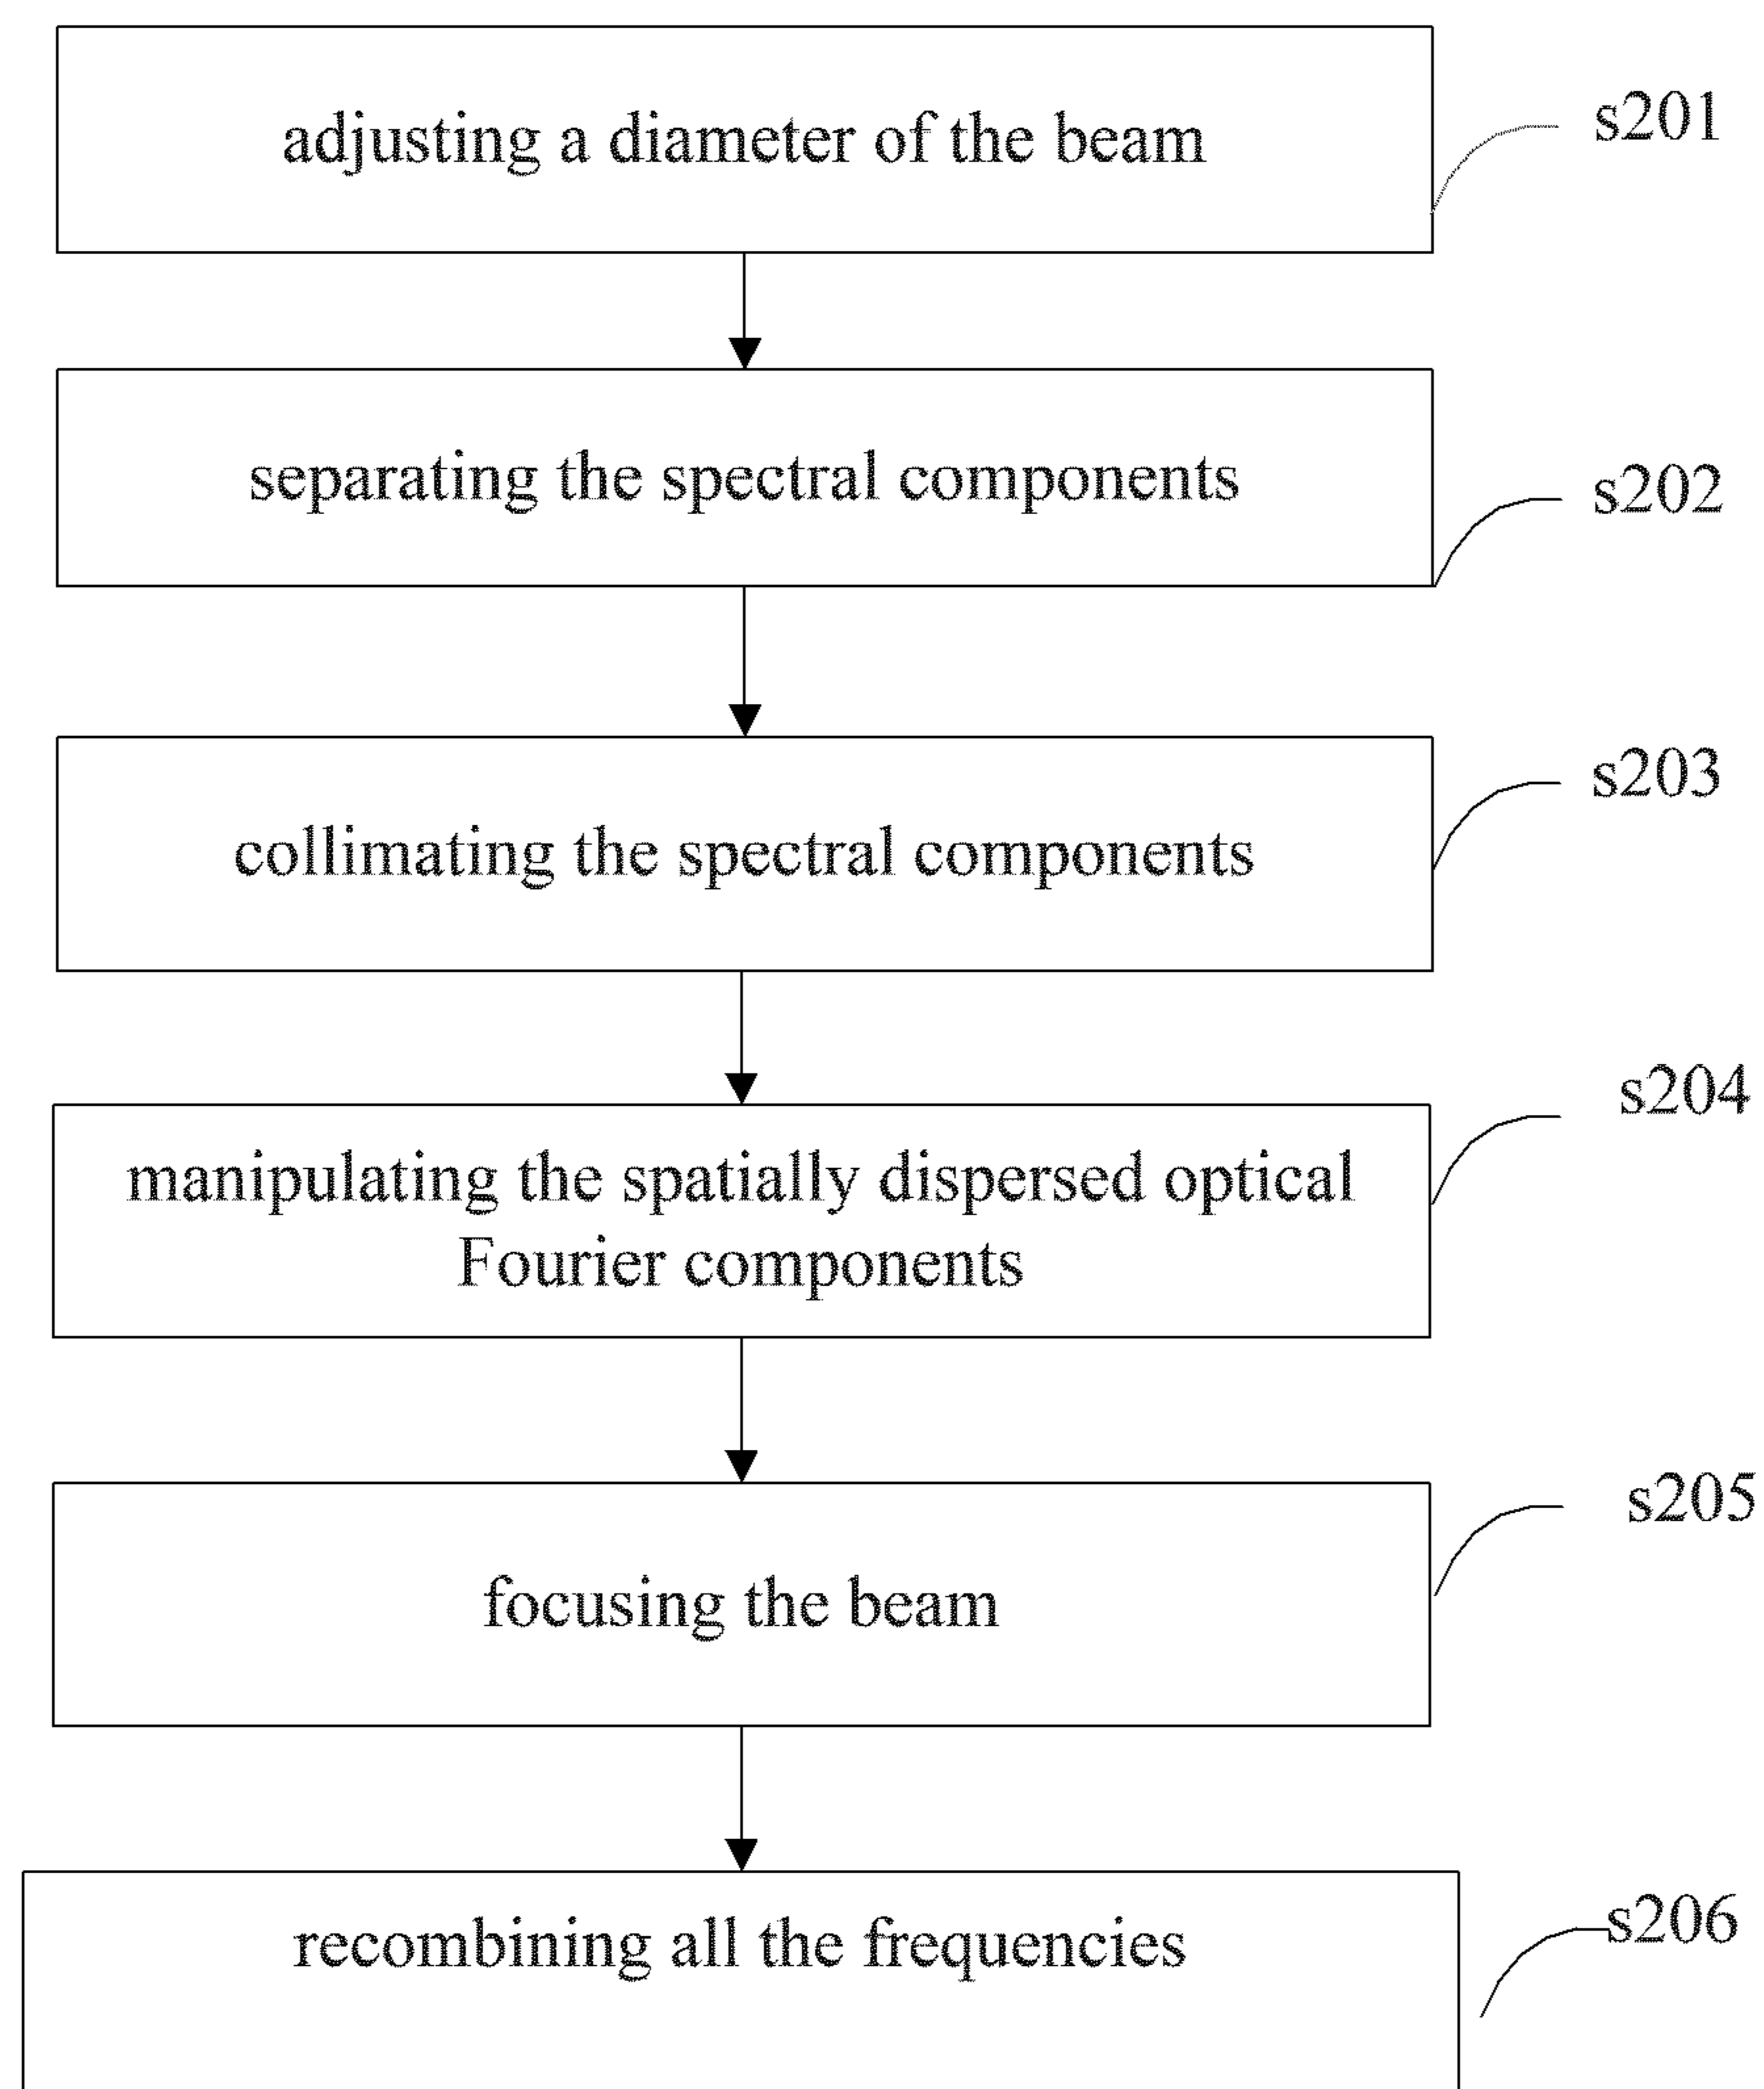 adjusting a diameter of the beam
s201
separating the spectral components
s202
collimating the spectral components
s203
manipulating the spatially dispersed optical
Fourier components
s204
focusing the beam
s205
recombining all the frequencies
s206